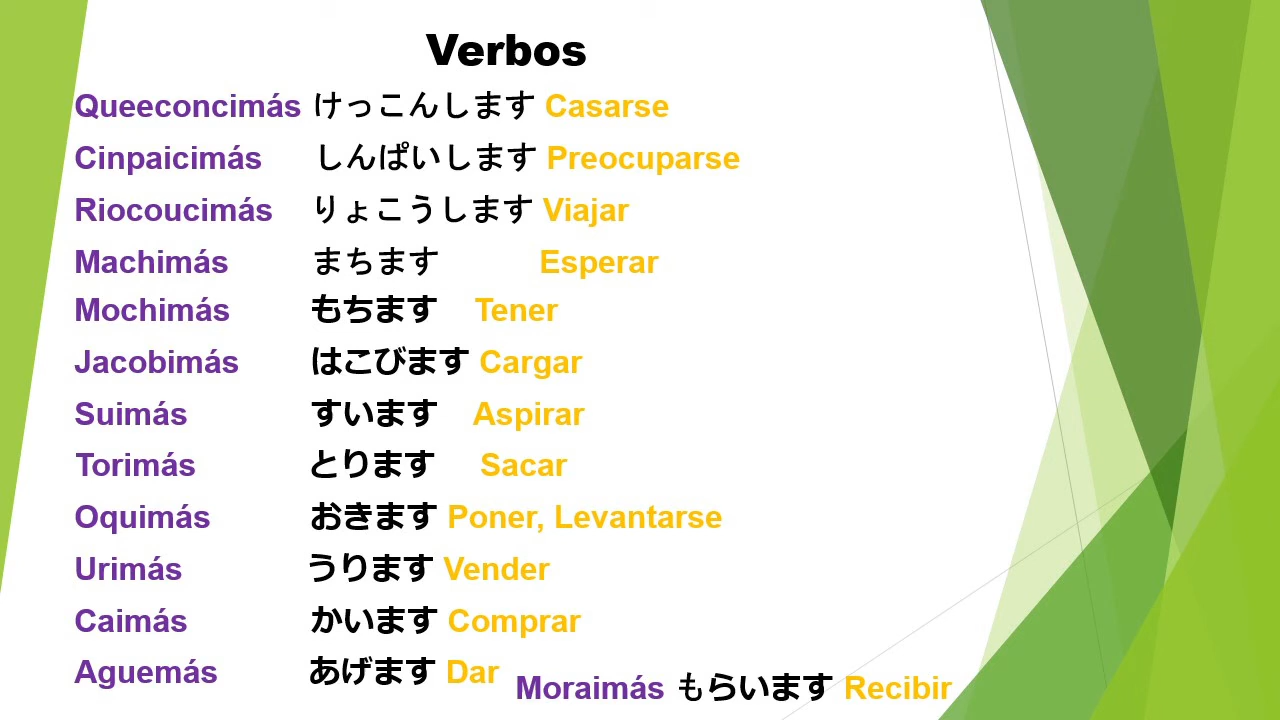 Verbos
Queeconcimás けっこんします Casarse
Cinpaicimás しんぱいします Preocuparse
Riocoucimás りょこうします Viajar
Machimás まちます Esperar
Mochimás もちます Tener
Jacobimás はこびます Cargar
Suimás すいます Aspirar
Torimás とります Sacar
Oquimás おきます Poner, Levantarse
Urimás うります Vender
Caimás かいます Comprar
Aguemás あげます Dar
Moraimás もらいます Recibir